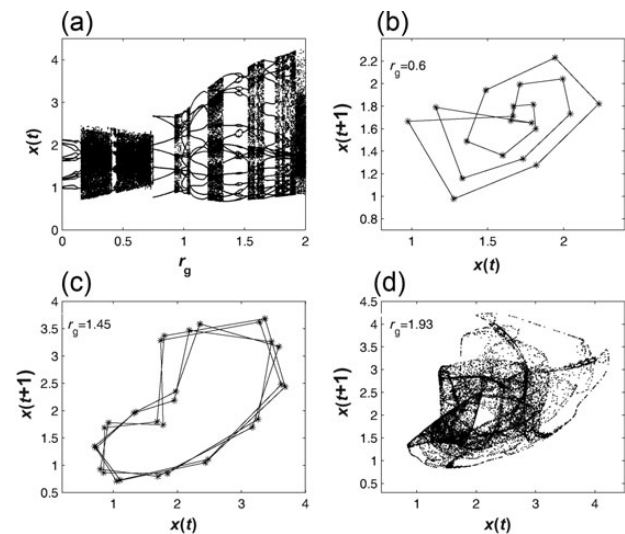 (a)
4
3
2
1
0
x(t)
0 0.5 1 1.5 2
r_g
(b)
r_g=0.6
2.2
2
1.8
1.6
1.4
1.2
1
0.8
x(t+1)
1 1.5 2
x(t)
(c)
r_g=1.45
4
3.5
3
2.5
2
1.5
1
0.5
x(t+1)
1 2 3 4
x(t)
(d)
r_g=1.93
4.5
4
3.5
3
2.5
2
1.5
1
0.5
x(t+1)
1 2 3 4
x(t)